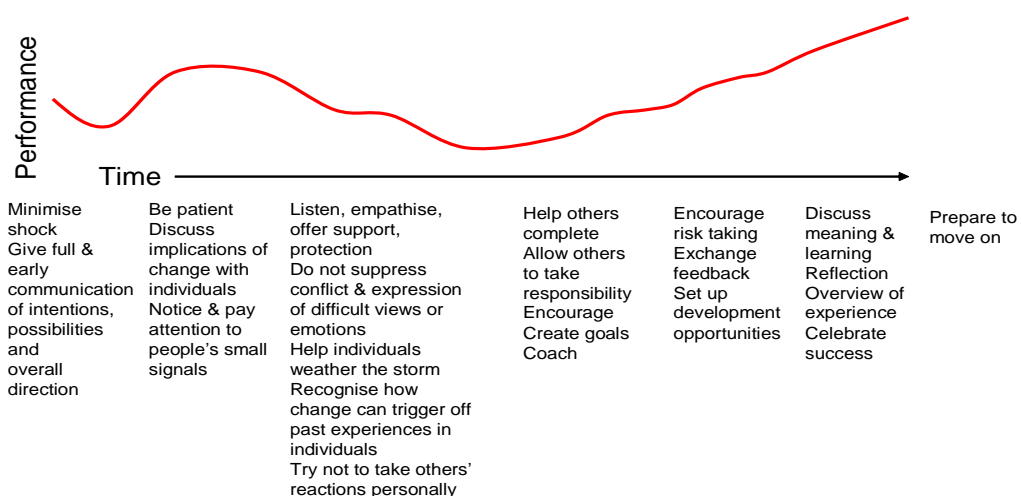 Performance
Time
Minimise
shock
Give full &
early
communication
of intentions,
possibilities
and
overall
direction
Be patient
Discuss
implications of
change with
individuals
Notice & pay
attention to
people’s small
signals
Listen, empathise,
offer support,
protection
Do not suppress
conflict & expression
of difficult views or
emotions
Help individuals
weather the storm
Recognise how
change can trigger off
past experiences in
individuals
Try not to take others’
reactions personally
Help others
complete
Allow others
to take
responsibility
Encourage
Create goals
Coach
Encourage
risk taking
Exchange
feedback
Set up
development
opportunities
Discuss
meaning &
learning
Reflection
Overview of
experience
Celebrate
success
Prepare to
move on